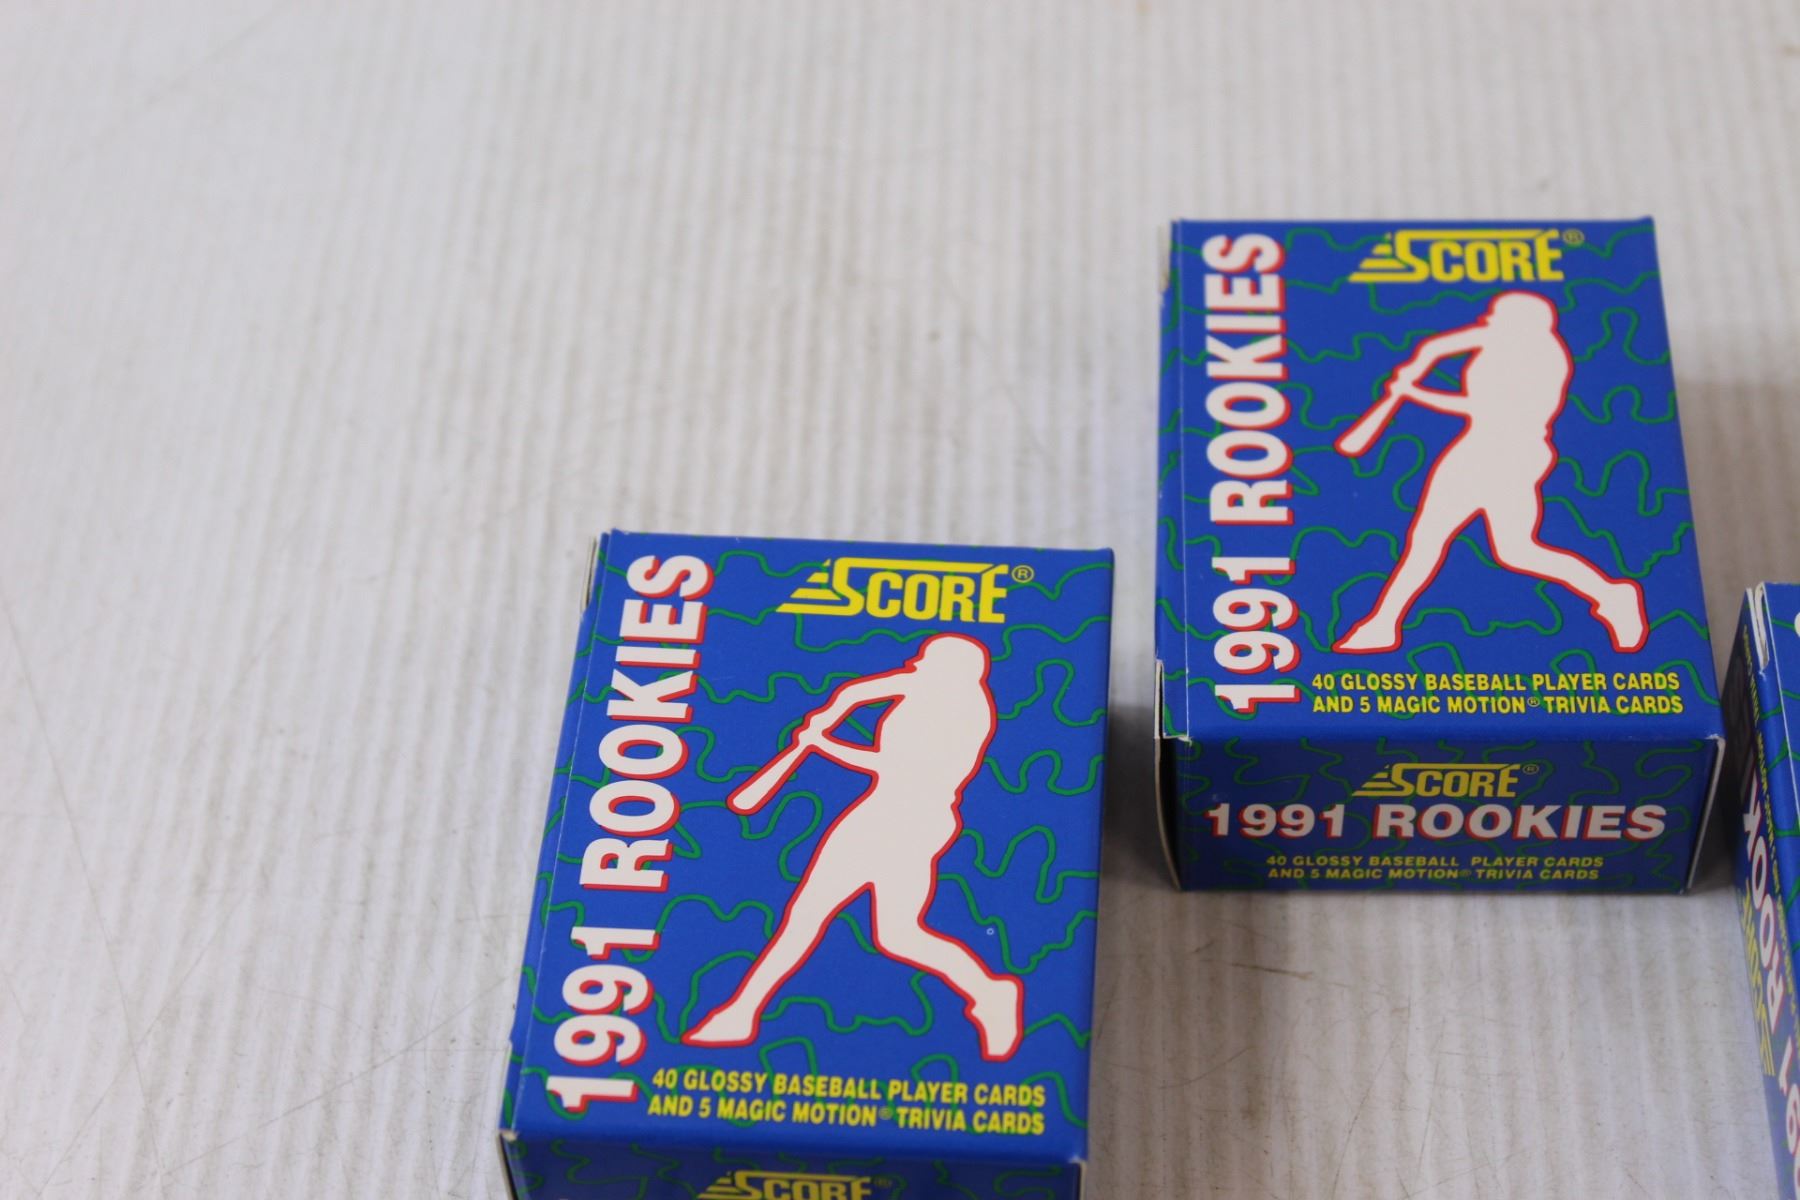 SCORE®
1991 ROOKIES
40 GLOSSY BASEBALL PLAYER CARDS
AND 5 MAGIC MOTION® TRIVIA CARDS
SCORE®
SCORE®
1991 ROOKIES
40 GLOSSY BASEBALL PLAYER CARDS
AND 5 MAGIC MOTION® TRIVIA CARDS
SCORE®
1991 ROOKIES
40 GLOSSY BASEBALL PLAYER CARDS
AND 5 MAGIC MOTION® TRIVIA CARDS